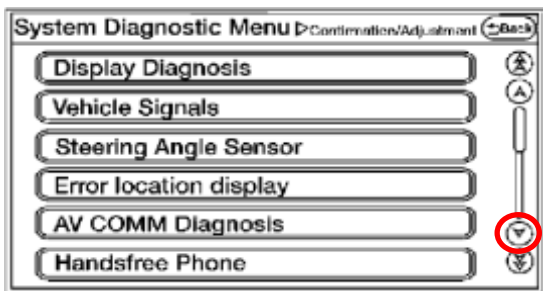 System Diagnostic Menu ▷Confirmation/Adjustment ⮌Back
Display Diagnosis
Vehicle Signals
Steering Angle Sensor
Error location display
AV COMM Diagnosis
Handsfree Phone